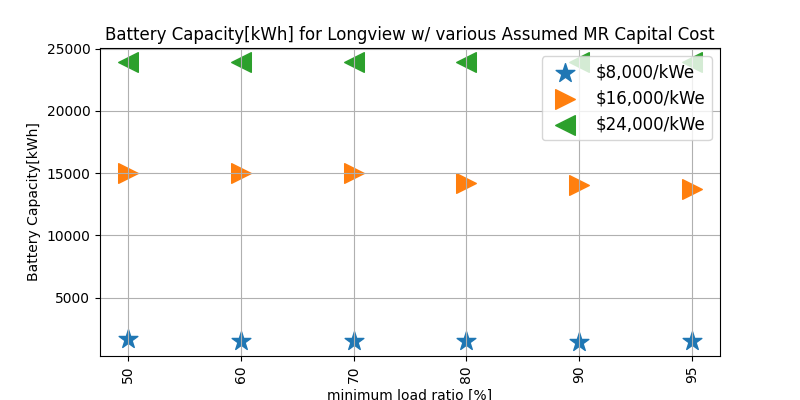 Battery Capacity[kWh] for Longview w/ various Assumed MR Capital Cost
25000
20000
15000
10000
5000
Battery Capacity[kWh]
$8,000/kWe
$16,000/kWe
$24,000/kWe
50 60 70 80 90 95
minimum load ratio [%]